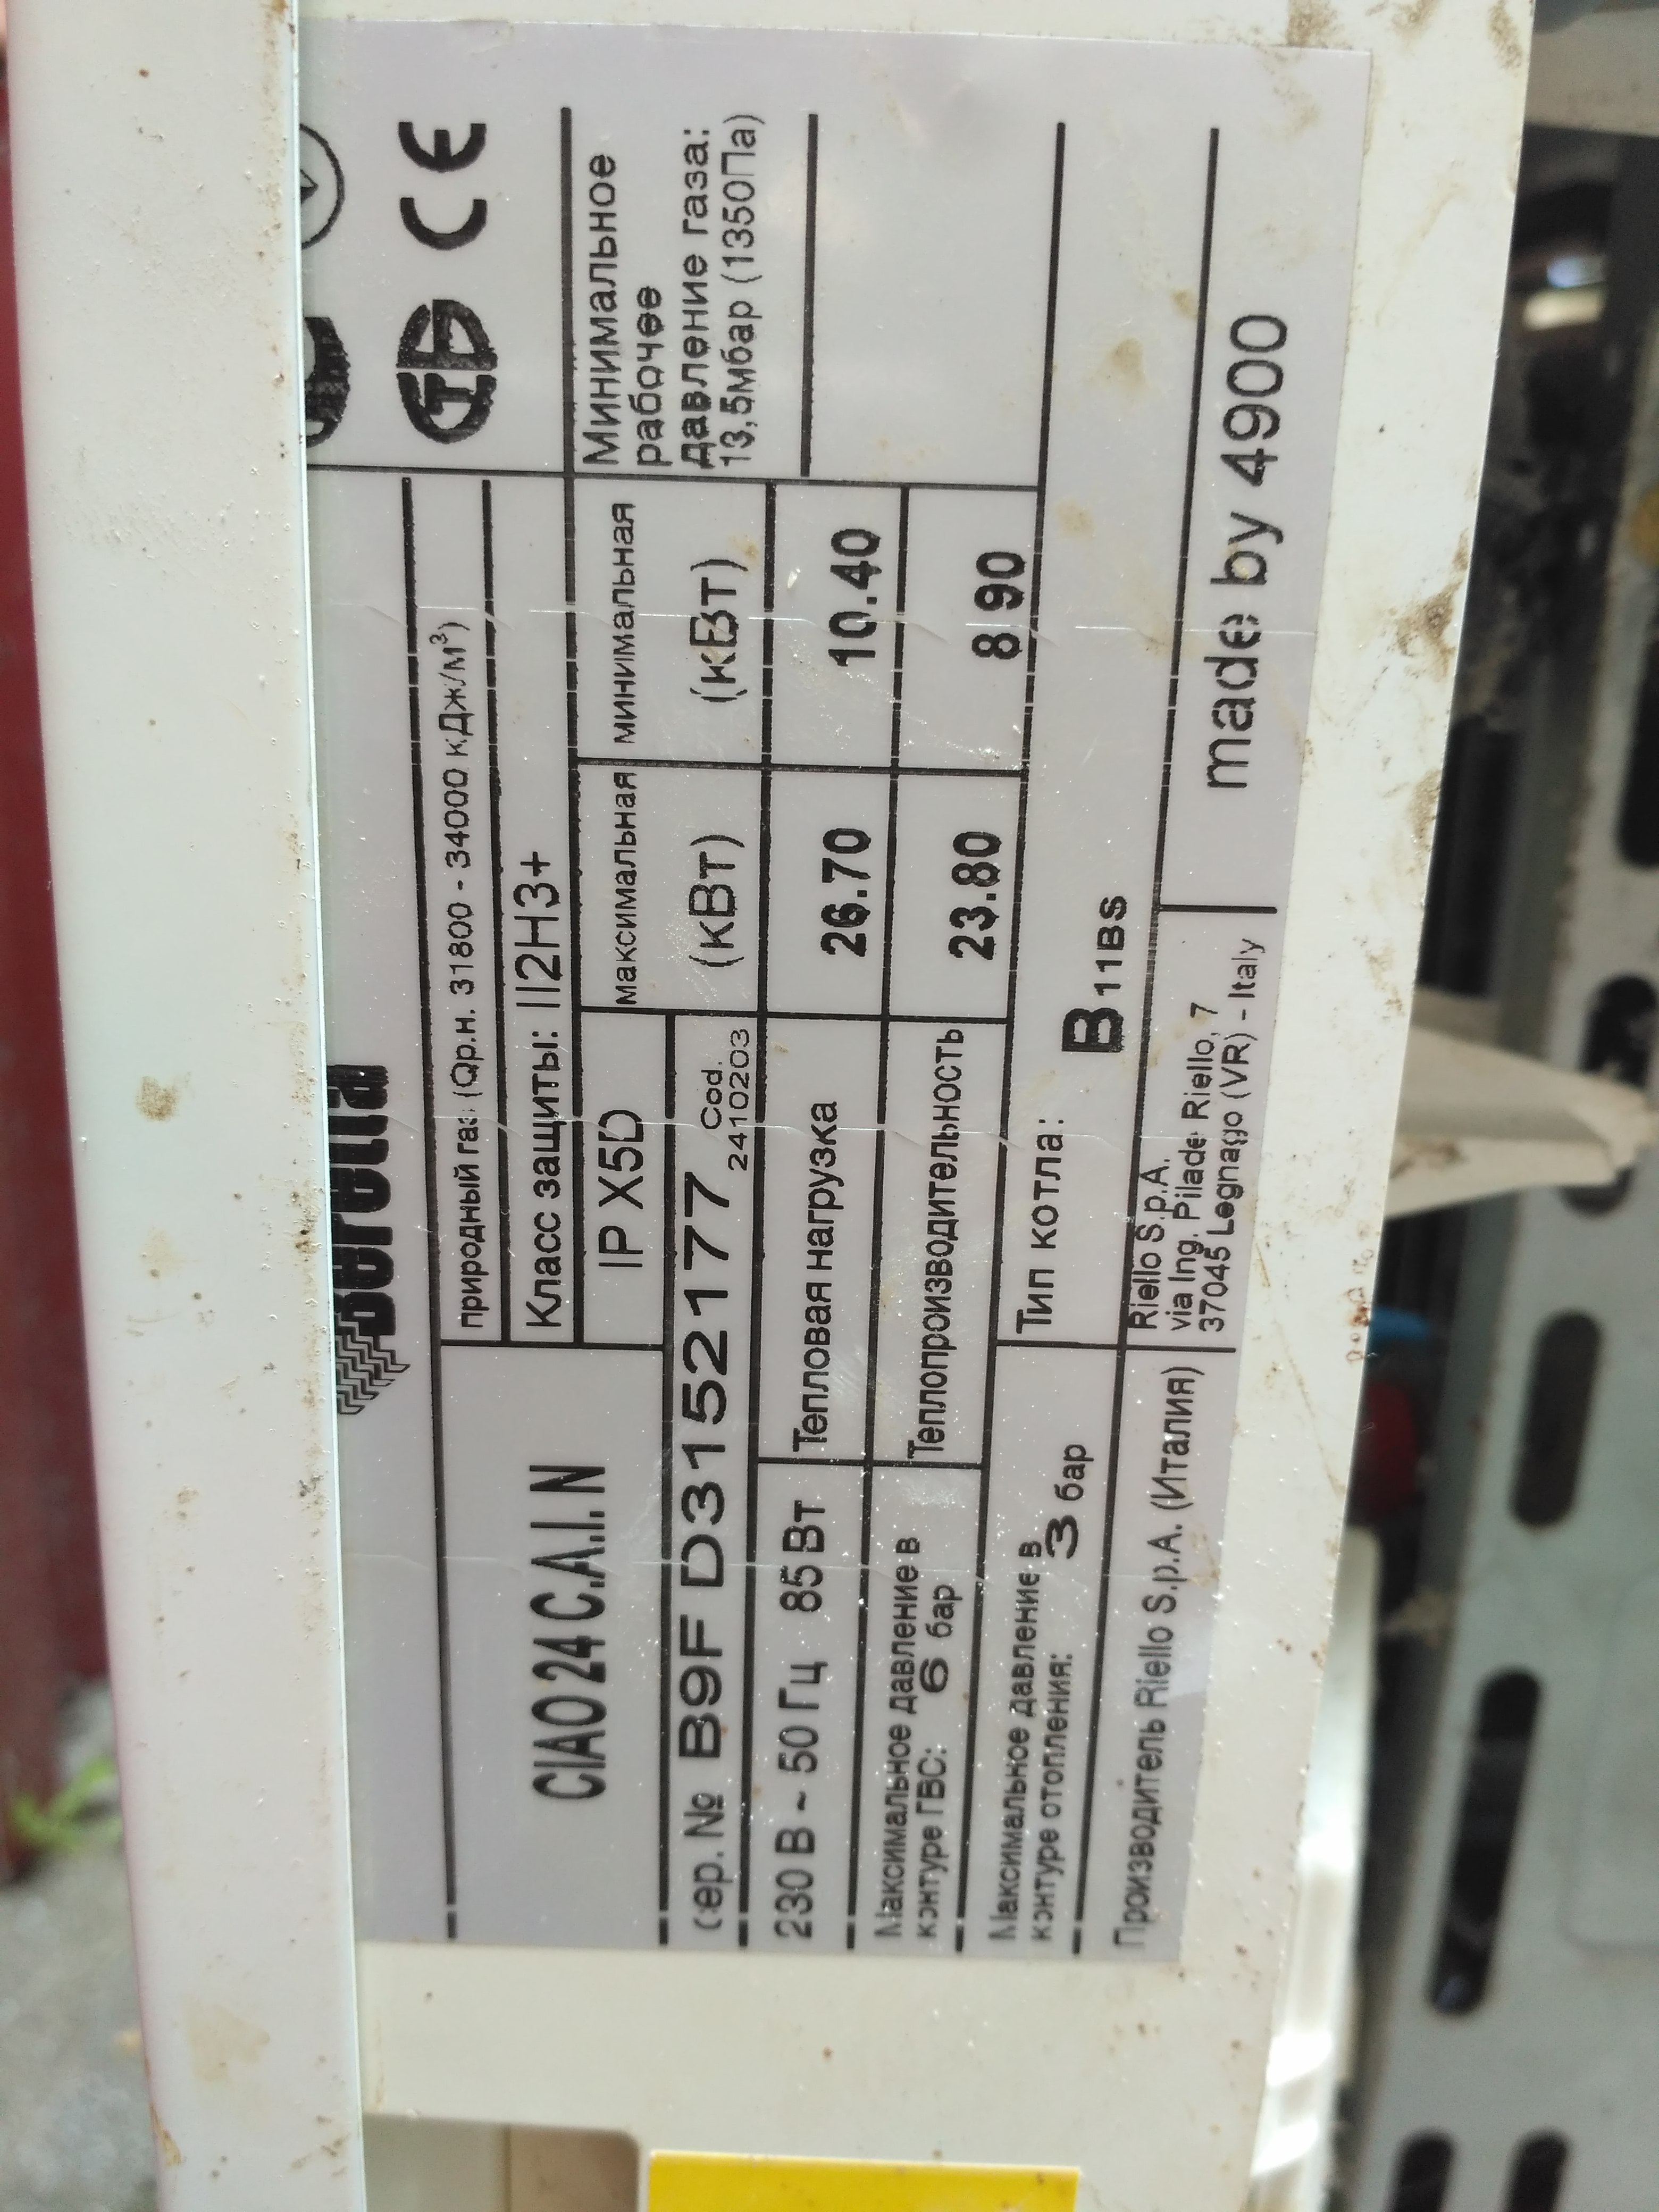 Beretta
природный газ (Qр.н. 31800 - 34000 кДж/м³)
CIAO 24 C.A.I. N
Класс защиты: II2H3+
IP X5D
сер. № B9F D3152177
Cod.
2410203
максимальная
(кВт)
минимальная
(кВт)
Минимальное
рабочее
давление газа:
13,5мбар (1350Па)
230 В ~ 50 Гц 85 Вт
Тепловая нагрузка
26.70
10.40
Максимальное давление в
контуре ГВС: 6 бар
Теплопроизводительность
23.80
8 90
Максимальное давление в
контуре отопления: 3 бар
Тип котла: B11BS
Производитель Riello S.p.A. (Италия)
Riello S.p.A.
via Ing. Pilade Riello, 7
37045 Legnago (VR) - Italy
made by 4900